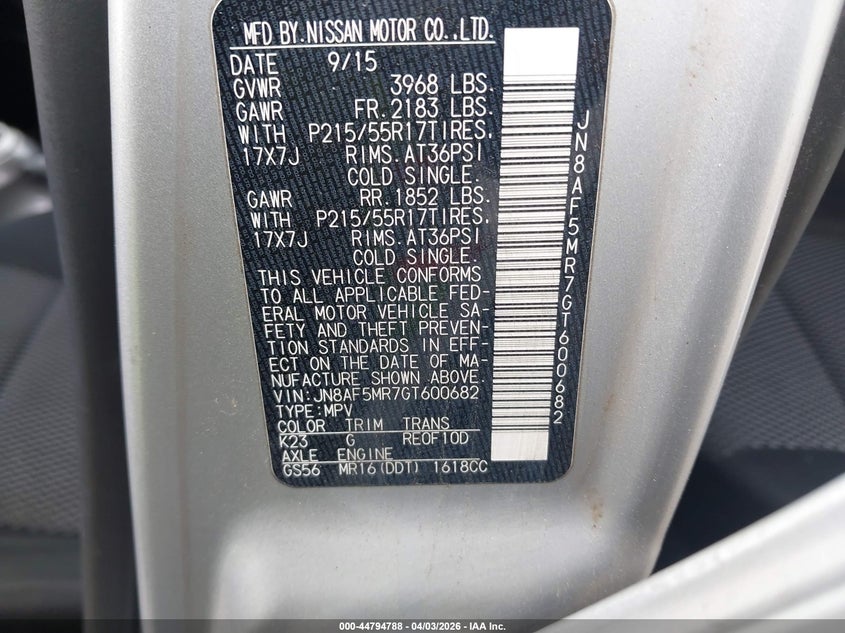 MFD BY.NISSAN MOTOR CO.,LTD.
DATE 9/15
GVWR 3968 LBS.
GAWR FR.2183 LBS.
WITH P215/55R17TIRES.
17X7J RIMS.AT36PSI
COLD SINGLE.
GAWR RR.1852 LBS.
WITH P215/55R17TIRES.
17X7J RIMS.AT36PSI
COLD SINGLE.
THIS VEHICLE CONFORMS
TO ALL APPLICABLE FED-
ERAL MOTOR VEHICLE SA-
FETY AND THEFT PREVEN-
TION STANDARDS IN EFF-
ECT ON THE DATE OF MA-
NUFACTURE SHOWN ABOVE.
VIN:JN8AF5MR7GT600682
TYPE:MPV
COLOR TRIM TRANS
K23 G REOF10D
AXLE ENGINE
GS56 MR16(DDT) 1618CC
JN8AF5MR7GT600682
000-44794788 - 04/03/2026 - IAA Inc.